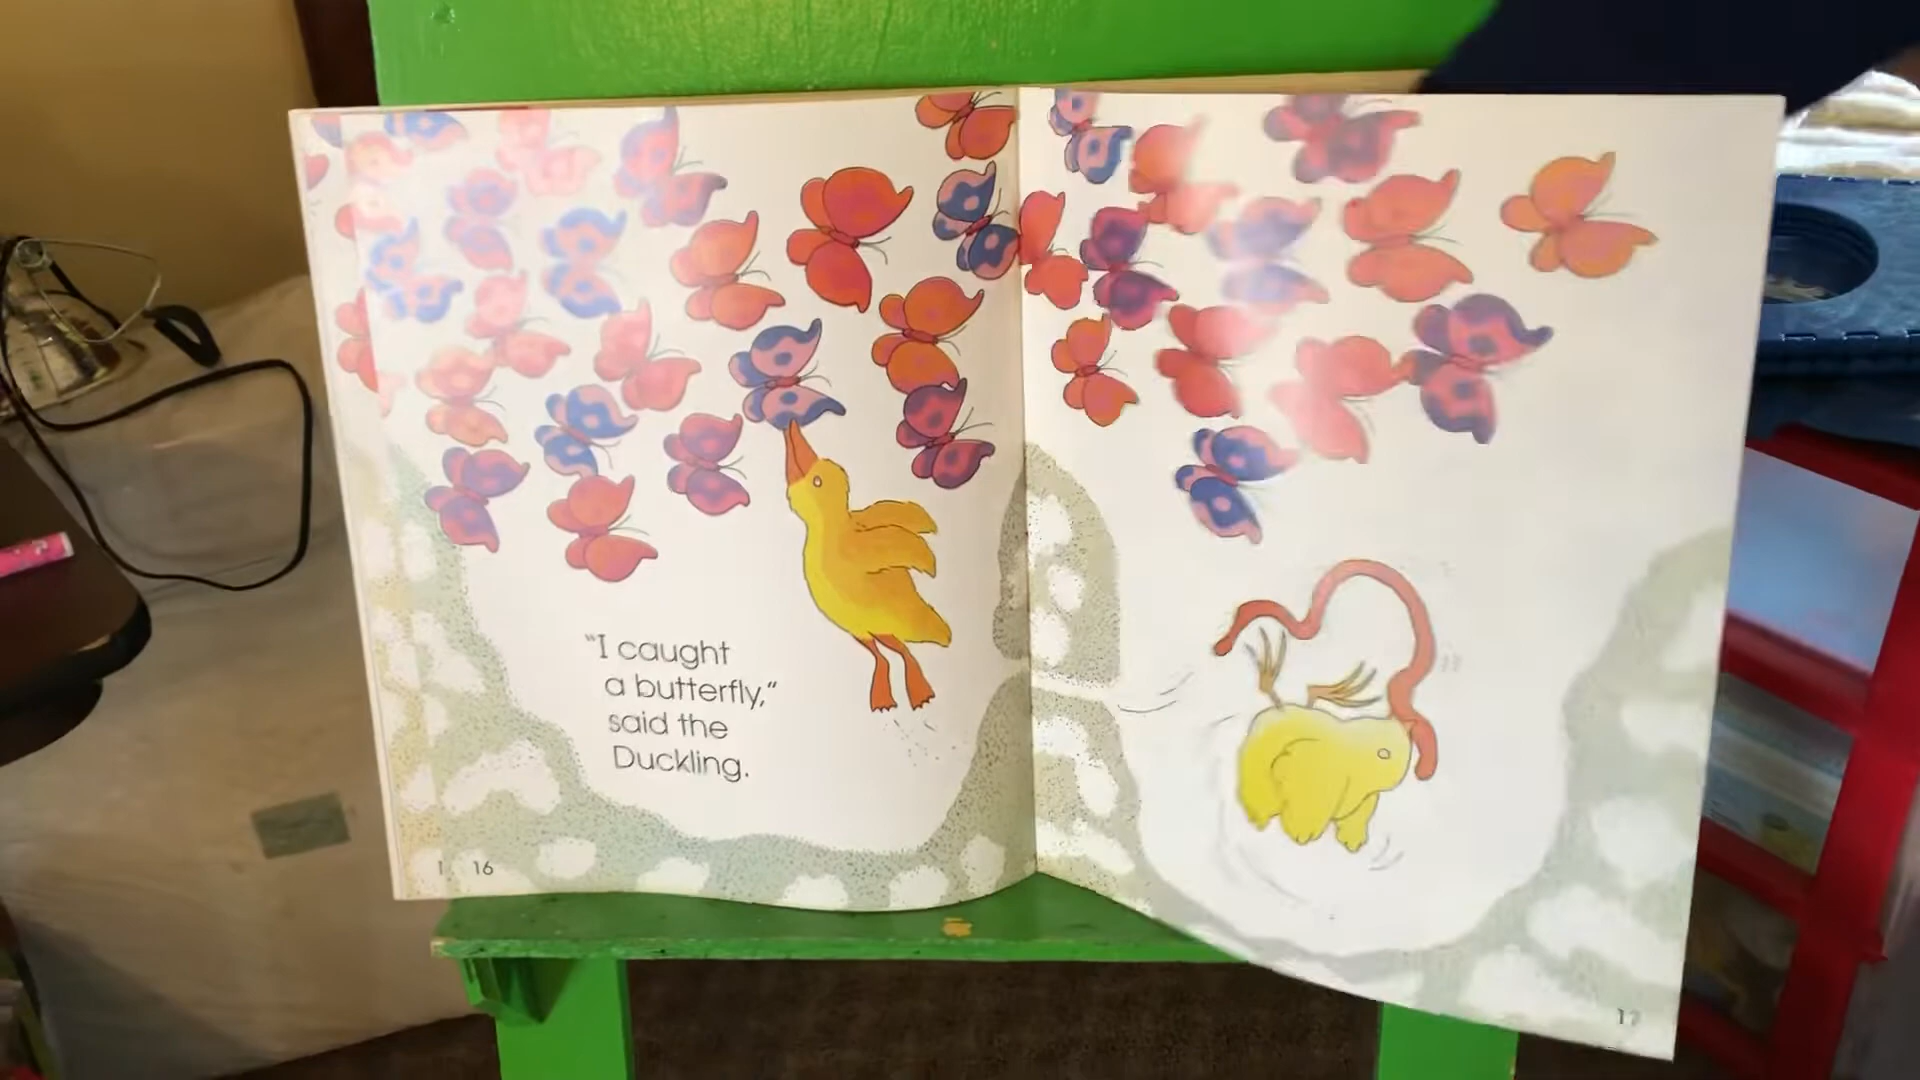 "I caught
a butterfly,"
said the
Duckling.
16
17